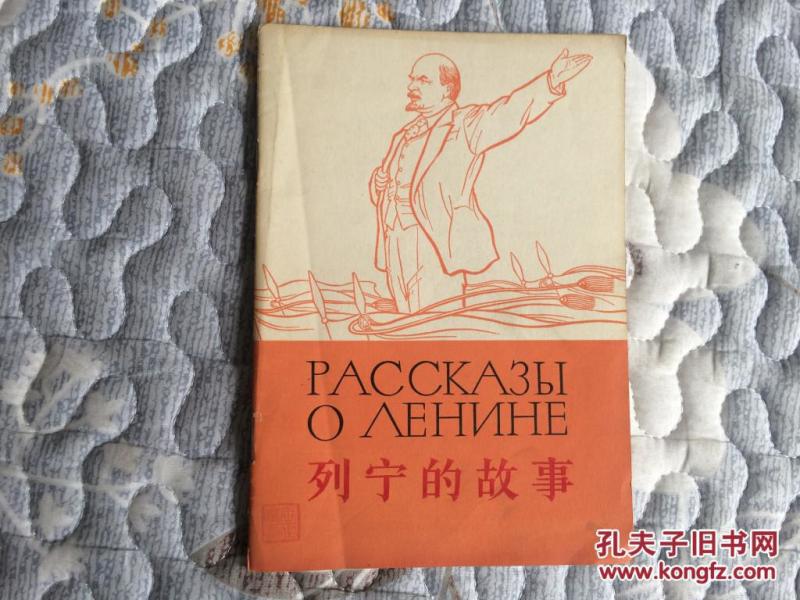 РАССКАЗЫ
О ЛЕНИНЕ
列宁的故事
孔夫子旧书网
www.kongfz.com